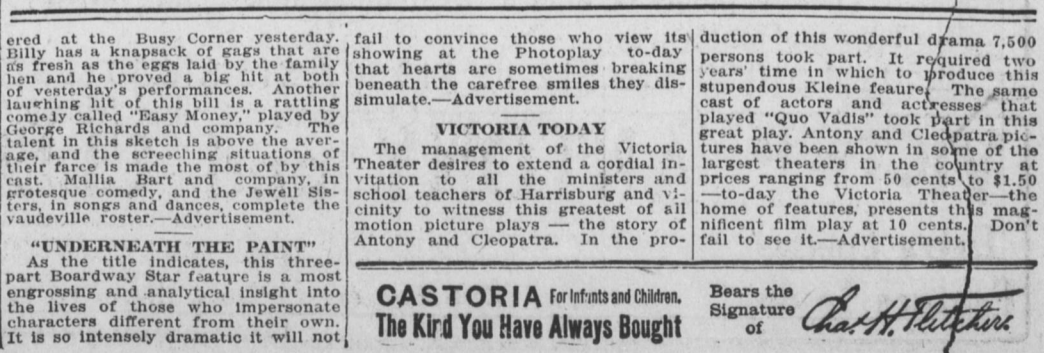 ered at the Busy Corner yesterday.
Billy has a knapsack of gags that are
as fresh as the eggs laid by the family
hen and he proved a big hit at both
of yesterday's performances. Another
laughing hit of this bill is a rattling
comedy called "Easy Money," played by
George Richards and company. The
talent in this sketch is above the aver-
age, and the screeching situations of
their farce is made the most of by this
cast. Mallia Bart and company, in
grotesque comedy, and the Jewell Sis-
ters, in songs and dances, complete the
vaudeville roster.—Advertisement.
"UNDERNEATH THE PAINT"
As the title indicates, this three-
part Boardway Star feature is a most
engrossing and analytical insight into
the lives of those who impersonate
characters different from their own.
It is so intensely dramatic it will not
fail to convince those who view its
showing at the Photoplay to-day
that hearts are sometimes breaking
beneath the carefree smiles they dis-
simulate.—Advertisement.
VICTORIA TODAY
The management of the Victoria
Theater desires to extend a cordial in-
vitation to all the ministers and
school teachers of Harrisburg and vi-
cinity to witness this greatest of all
motion picture plays — the story of
Antony and Cleopatra. In the pro-
duction of this wonderful drama 7,500
persons took part. It required two
years' time in which to produce this
stupendous Kleine feaure. The same
cast of actors and actresses that
played "Quo Vadis" took part in this
great play. Antony and Cleopatra pic-
tures have been shown in some of the
largest theaters in the country at
prices ranging from 50 cents to $1.50
—to-day the Victoria Theater—the
home of features, presents this mag-
nificent film play at 10 cents. Don't
fail to see it.—Advertisement.
CASTORIA For Infants and Children.
The Kind You Have Always Bought
Bears the
Signature
of
Chas. H. Fletcher.